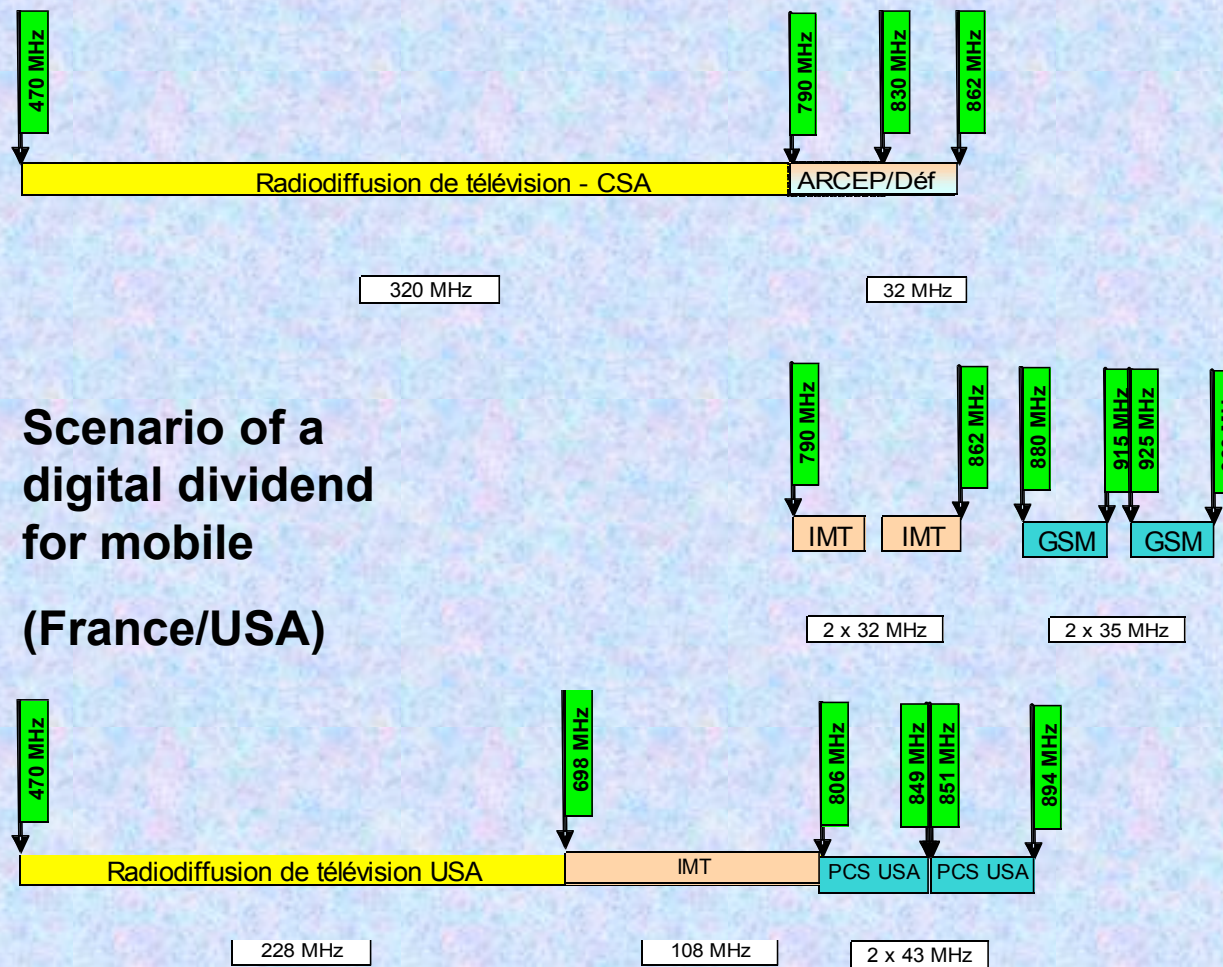 470 MHz
790 MHz
830 MHz
862 MHz
Radiodiffusion de télévision - CSA
ARCEP/Déf
320 MHz
32 MHz
Scenario of a
digital dividend
for mobile
(France/USA)
790 MHz
862 MHz
880 MHz
915 MHz
925 MHz
IMT
IMT
GSM
GSM
2 x 32 MHz
2 x 35 MHz
470 MHz
698 MHz
806 MHz
849 MHz
851 MHz
894 MHz
Radiodiffusion de télévision USA
IMT
PCS USA
PCS USA
228 MHz
108 MHz
2 x 43 MHz